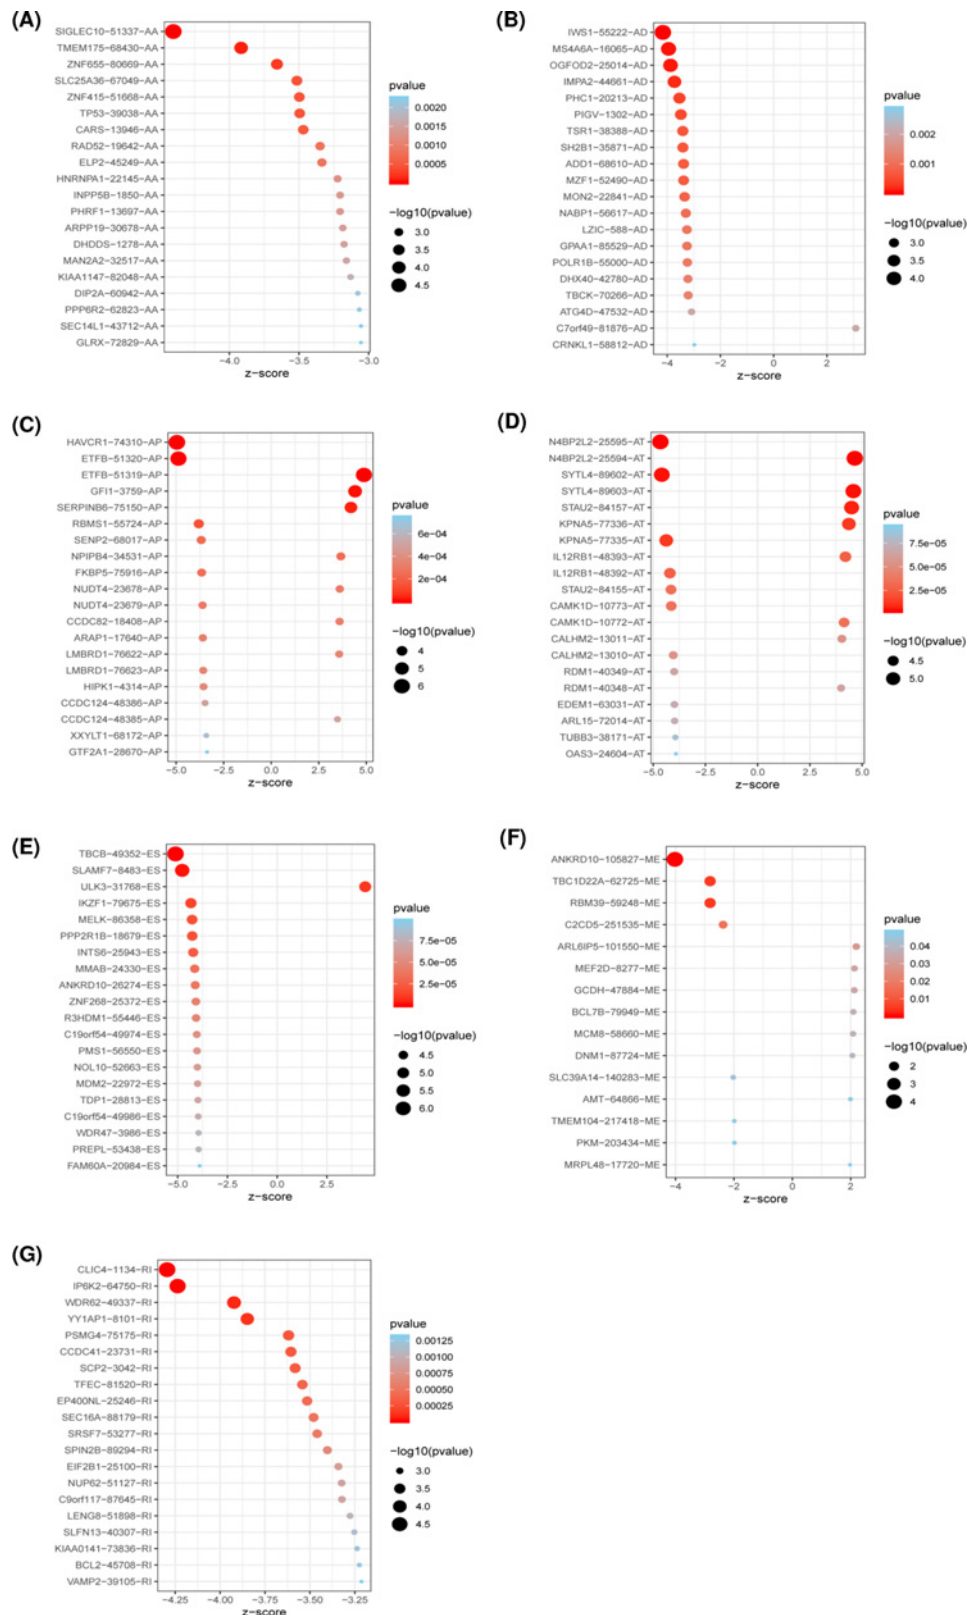 (A)
SIGLEC10-51337-AA
TMEM175-68430-AA
ZNF655-80669-AA
SLC25A36-67049-AA
ZNF415-51668-AA
TP53-39038-AA
CARS-13946-AA
RAD52-19642-AA
ELP2-45249-AA
HNRNPA1-22145-AA
INPP5B-1850-AA
PHRF1-13697-AA
ARPP19-30678-AA
DHDDS-1278-AA
MAN2A2-32517-AA
KIAA1147-82048-AA
DIP2A-60942-AA
PPP6R2-62823-AA
SEC14L1-43712-AA
GLRX-72829-AA
−4.0 −3.5 −3.0
z-score
pvalue
0.0020
0.0015
0.0010
0.0005
−log10(pvalue)
3.0
3.5
4.0
4.5
(B)
IWS1-55222-AD
MS4A6A-16065-AD
OGFOD2-25014-AD
IMPA2-44661-AD
PHC1-20213-AD
PIGV-1302-AD
TSR1-38388-AD
SH2B1-35871-AD
ADD1-68610-AD
MZF1-52490-AD
MON2-22841-AD
NABP1-56617-AD
LZIC-588-AD
GPAA1-85529-AD
POLR1B-55000-AD
DHX40-42780-AD
TBCK-70266-AD
ATG4D-47532-AD
C7orf49-81876-AD
CRNKL1-58812-AD
−4 −2 0 2
z-score
pvalue
0.002
0.001
−log10(pvalue)
3.0
3.5
4.0
(C)
HAVCR1-74310-AP
ETFB-51320-AP
ETFB-51319-AP
GFI1-3759-AP
SERPINB6-75150-AP
RBMS1-55724-AP
SENP2-68017-AP
NPIPB4-34531-AP
FKBP5-75916-AP
NUDT4-23678-AP
NUDT4-23679-AP
CCDC82-18408-AP
ARAP1-17640-AP
LMBRD1-76622-AP
LMBRD1-76623-AP
HIPK1-4314-AP
CCDC124-48386-AP
CCDC124-48385-AP
XXYLT1-68172-AP
GTF2A1-28670-AP
−5.0 −2.5 0.0 2.5 5.0
z-score
pvalue
6e-04
4e-04
2e-04
−log10(pvalue)
4
5
6
(D)
N4BP2L2-25595-AT
N4BP2L2-25594-AT
SYTL4-89602-AT
SYTL4-89603-AT
STAU2-84157-AT
KPNA5-77336-AT
KPNA5-77335-AT
IL12RB1-48393-AT
IL12RB1-48392-AT
STAU2-84155-AT
CAMK1D-10773-AT
CAMK1D-10772-AT
CALHM2-13011-AT
CALHM2-13010-AT
RDM1-40349-AT
RDM1-40348-AT
EDEM1-63031-AT
ARL15-72014-AT
TUBB3-38171-AT
OAS3-24604-AT
−5.0 −2.5 0.0 2.5 5.0
z-score
pvalue
7.5e-05
5.0e-05
2.5e-05
−log10(pvalue)
4.5
5.0
(E)
TBCB-49352-ES
SLAMF7-8483-ES
ULK3-31768-ES
IKZF1-79675-ES
MELK-86358-ES
PPP2R1B-18679-ES
INTS6-25943-ES
MMAB-24330-ES
ANKRD10-26274-ES
ZNF268-25372-ES
R3HDM1-55446-ES
C19orf54-49974-ES
PMS1-56550-ES
NOL10-52663-ES
MDM2-22972-ES
TDP1-28813-ES
C19orf54-49986-ES
WDR47-3986-ES
PREPL-53438-ES
FAM60A-20984-ES
−5.0 −2.5 0.0 2.5
z-score
pvalue
7.5e-05
5.0e-05
2.5e-05
−log10(pvalue)
4.5
5.0
5.5
6.0
(F)
ANKRD10-105827-ME
TBC1D22A-62725-ME
RBM39-59248-ME
C2CD5-251535-ME
ARL6IP5-101550-ME
MEF2D-8277-ME
GCDH-47884-ME
BCL7B-79949-ME
MCM8-58660-ME
DNM1-87724-ME
SLC39A14-140283-ME
AMT-64866-ME
TMEM104-217418-ME
PKM-203434-ME
MRPL48-17720-ME
−4 −2 0 2
z-score
pvalue
0.04
0.03
0.02
0.01
−log10(pvalue)
2
3
4
(G)
CLIC4-1134-RI
IP6K2-64750-RI
WDR62-49337-RI
YY1AP1-8101-RI
PSMG4-75175-RI
CCDC41-23731-RI
SCP2-3042-RI
TFEC-81520-RI
EP400NL-25246-RI
SEC16A-88179-RI
SRSF7-53277-RI
SPIN2B-89294-RI
EIF2B1-25100-RI
NUP62-51127-RI
C9orf117-87645-RI
LENG8-51898-RI
SLFN13-40307-RI
KIAA0141-73836-RI
BCL2-45708-RI
VAMP2-39105-RI
−4.25 −4.00 −3.75 −3.50 −3.25
z-score
pvalue
0.00125
0.00100
0.00075
0.00050
0.00025
−log10(pvalue)
3.0
3.5
4.0
4.5